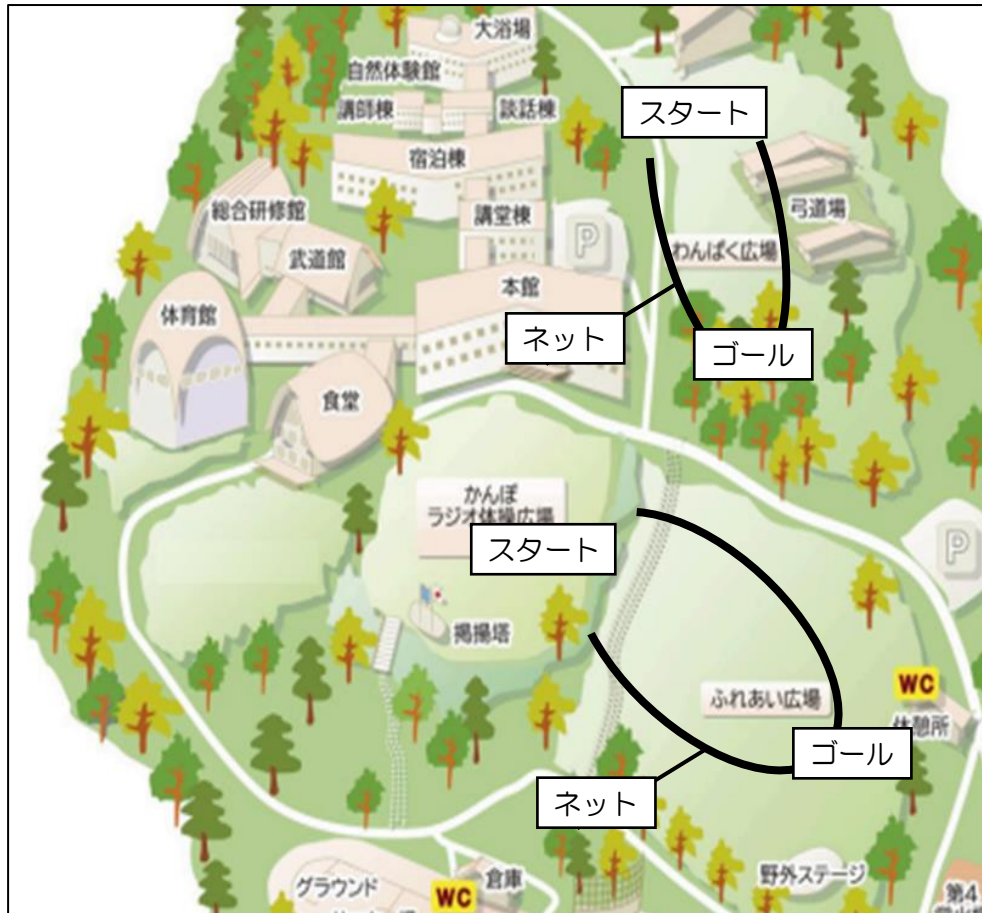 大浴場
自然体験館
講師棟
談話棟
スタート
宿泊棟
総合研修館
講堂棟
P
弓道場
武道館
わんぱく広場
体育館
本館
ネット
ゴール
食堂
かんぽ
ラジオ体操広場
スタート
P
掲揚塔
WC
ふれあい広場
休憩所
ゴール
ネット
野外ステージ
グラウンド
WC
倉庫
第4